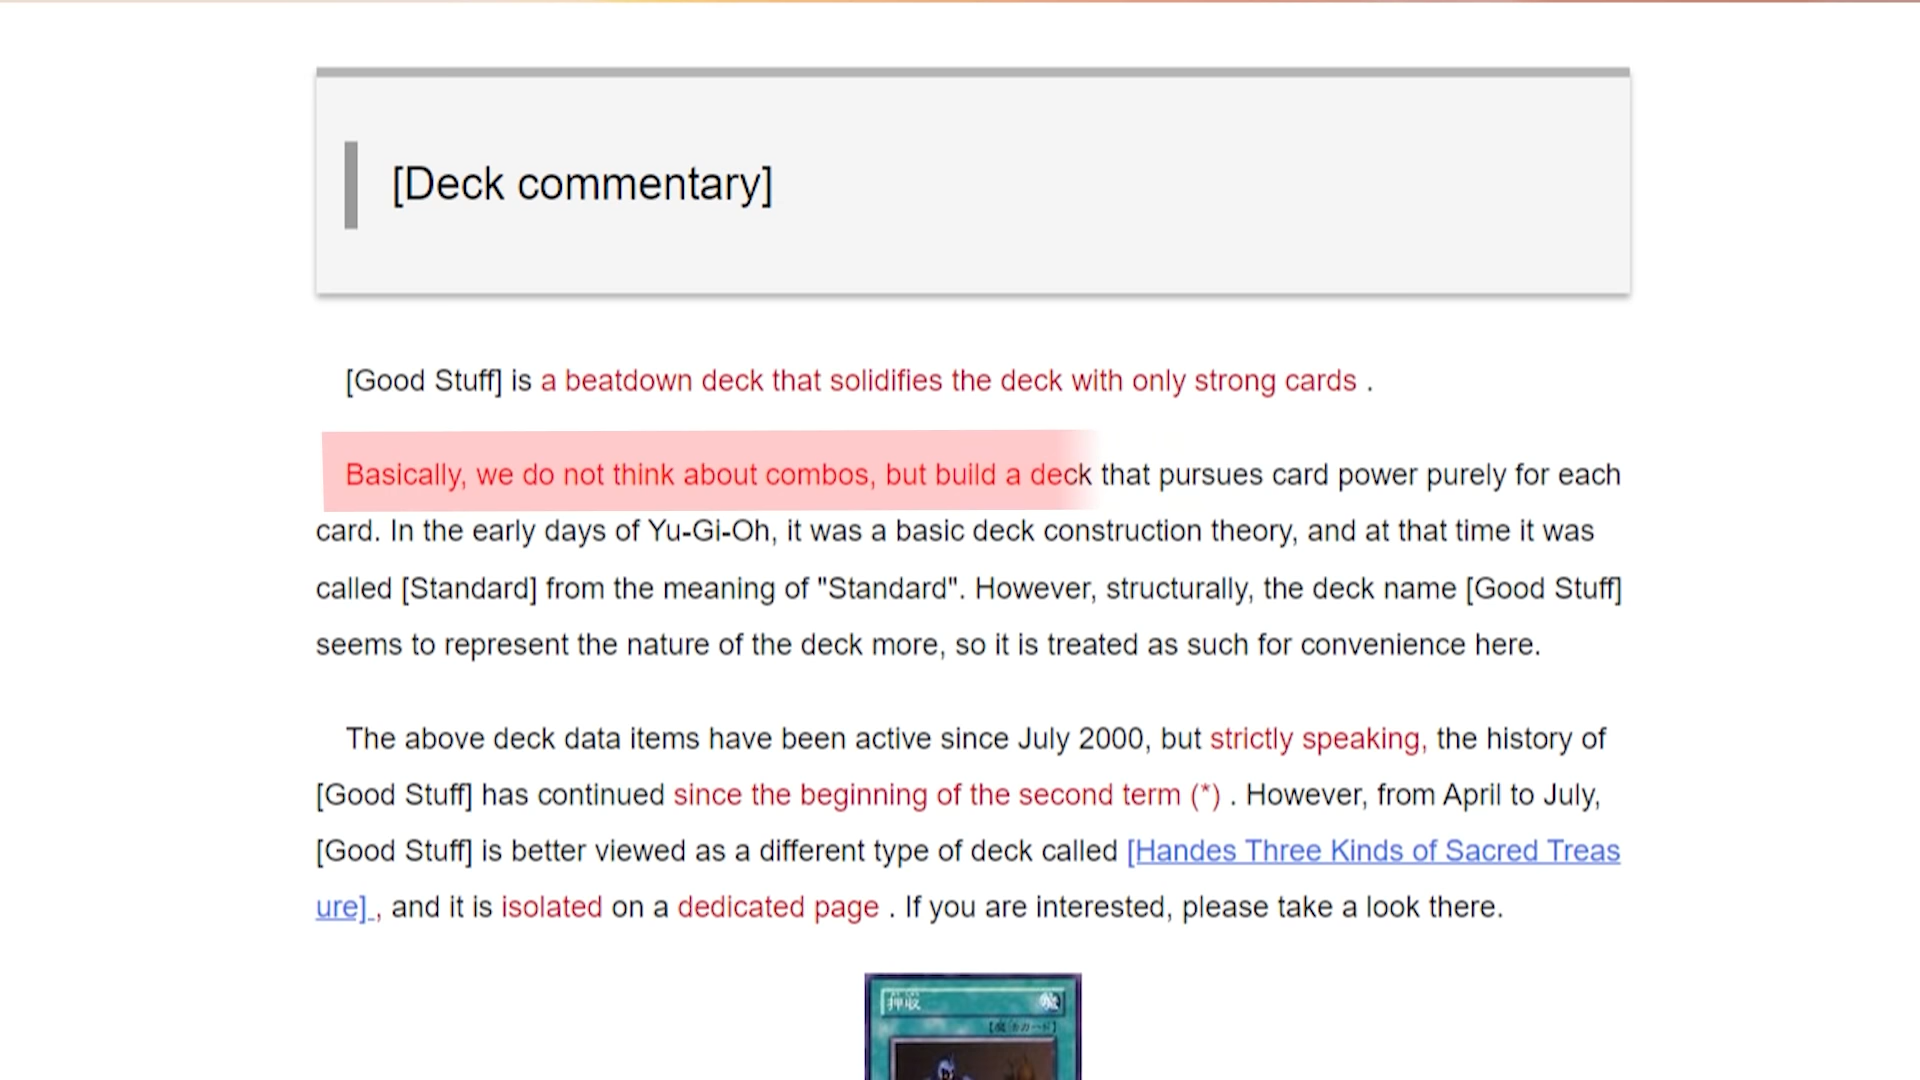 [Deck commentary]
[Good Stuff] is a beatdown deck that solidifies the deck with only strong cards .
Basically, we do not think about combos, but build a deck that pursues card power purely for each
card. In the early days of Yu-Gi-Oh, it was a basic deck construction theory, and at that time it was
called [Standard] from the meaning of "Standard". However, structurally, the deck name [Good Stuff]
seems to represent the nature of the deck more, so it is treated as such for convenience here.
The above deck data items have been active since July 2000, but strictly speaking, the history of
[Good Stuff] has continued since the beginning of the second term (*) . However, from April to July,
[Good Stuff] is better viewed as a different type of deck called [Handes Three Kinds of Sacred Treas
ure] , and it is isolated on a dedicated page . If you are interested, please take a look there.
押収
【魔法カード】